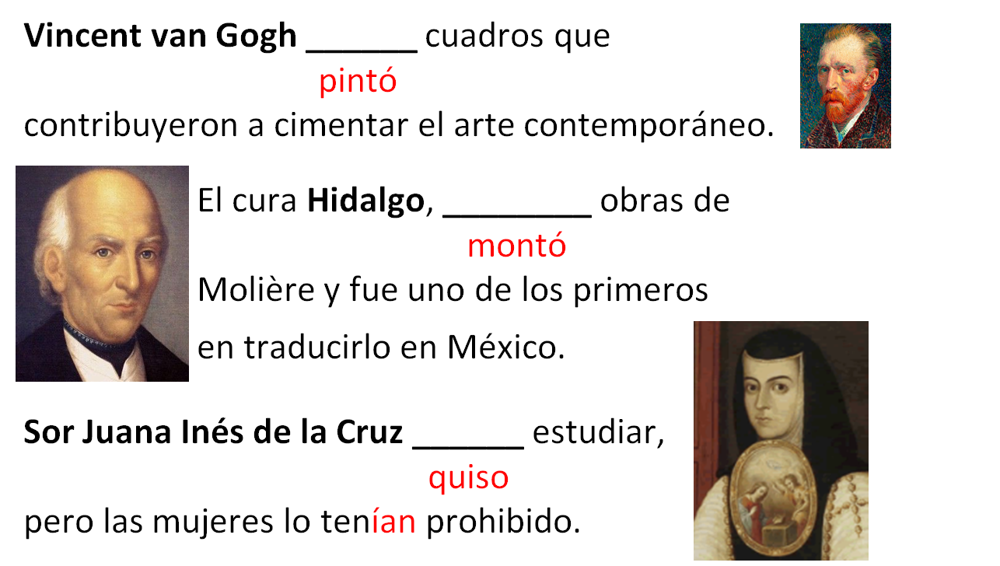 Vincent van Gogh ______ cuadros que
pintó
contribuyeron a cimentar el arte contemporáneo.
El cura Hidalgo, ________ obras de
montó
Molière y fue uno de los primeros
en traducirlo en México.
Sor Juana Inés de la Cruz ______ estudiar,
quiso
pero las mujeres lo tenían prohibido.